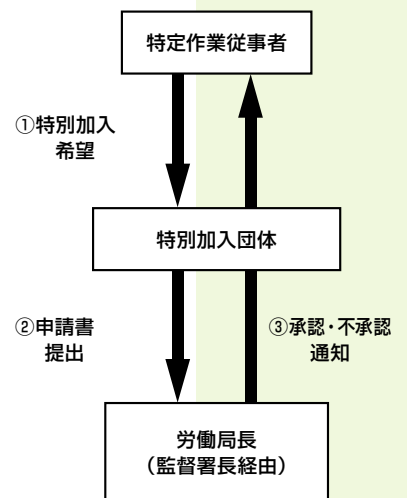 特定作業従事者
①特別加入
希望
特別加入団体
②申請書
提出
③承認・不承認
通知
労働局長
（監督署長経由）